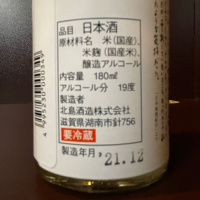 品目 日本酒
原材料名 米(国産)、
米麹(国産米)、
醸造アルコール
内容量 180㎖
アルコール分 19度
製造者
北島酒造株式会社
滋賀県湖南市針756
要冷蔵
製造年月 '21.12
4995230000349